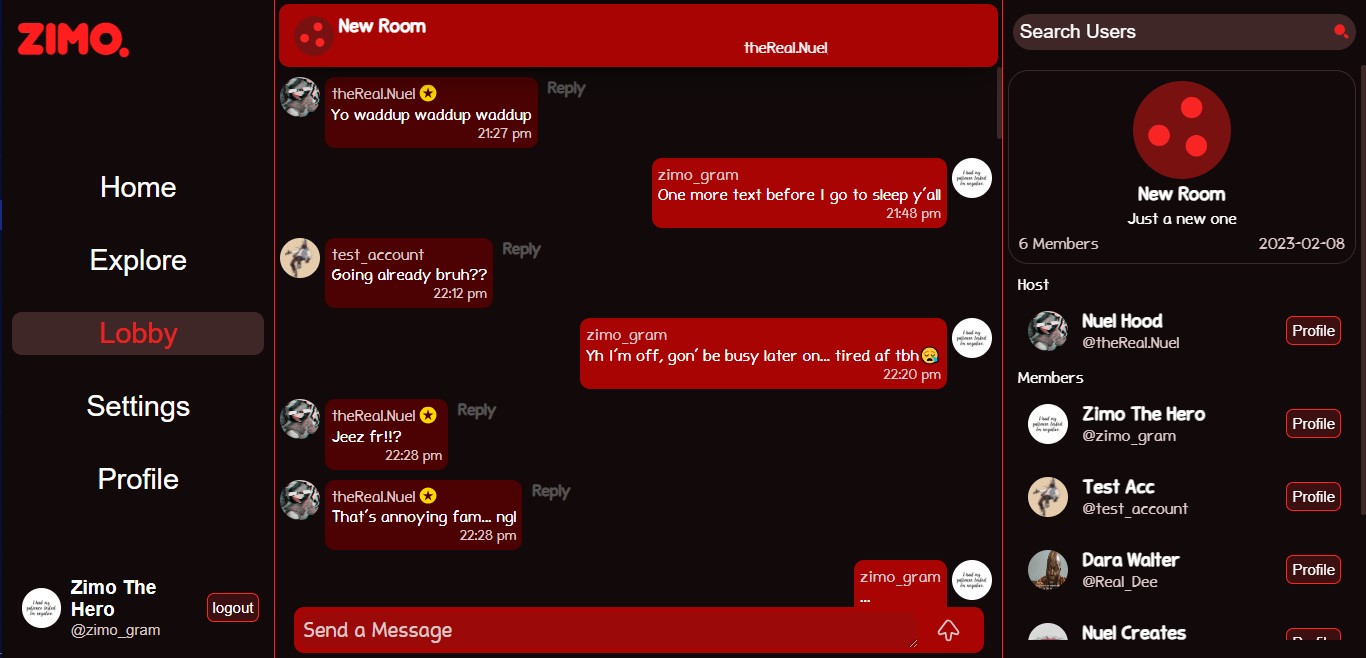 ZIMO.
Home
Explore
Lobby
Settings
Profile
Zimo The
Hero
@zimo_gram
logout
New Room
theReal.Nuel
theReal.Nuel
Reply
Yo waddup waddup waddup
21:27 pm
zimo_gram
One more text before I go to sleep y'all
21:48 pm
test_account
Reply
Going already bruh??
22:12 pm
zimo_gram
Yh I'm off, gon' be busy later on... tired af tbh😪
22:20 pm
theReal.Nuel
Reply
Jeez fr!!?
22:28 pm
theReal.Nuel
Reply
That's annoying fam... ngl
22:28 pm
zimo_gram
...
Send a Message
Search Users
New Room
Just a new one
6 Members 2023-02-08
Host
Nuel Hood
@theReal.Nuel
Profile
Members
Zimo The Hero
@zimo_gram
Profile
Test Acc
@test_account
Profile
Dara Walter
@Real_Dee
Profile
Nuel Creates